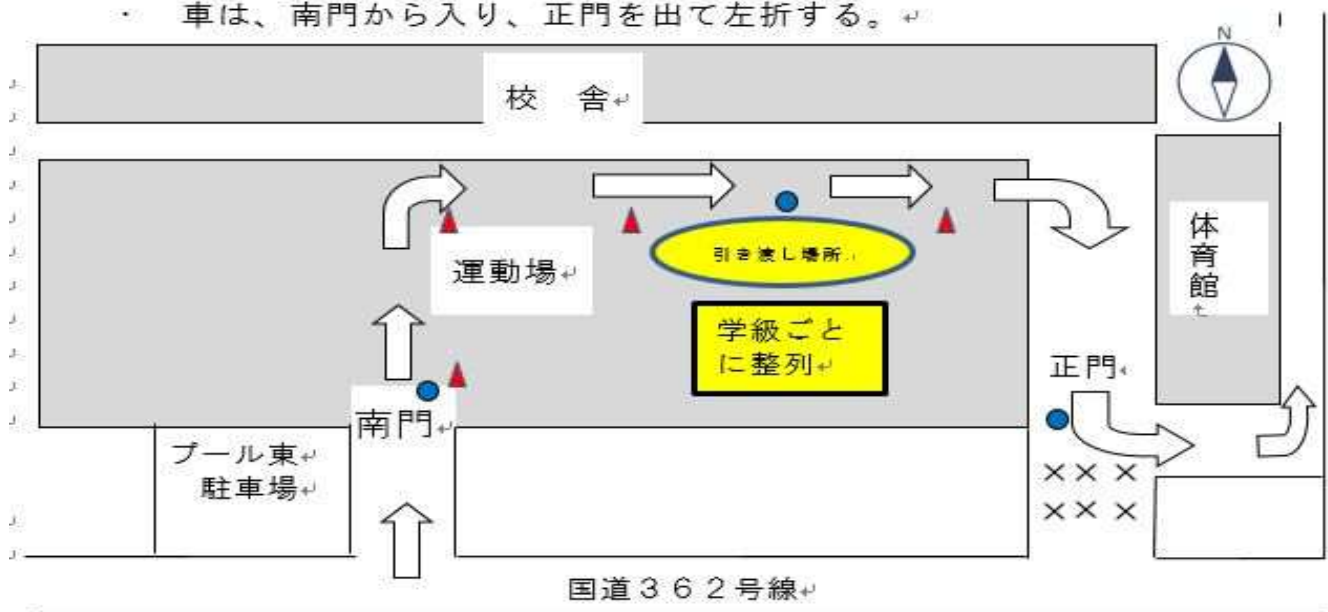 ・　車は、南門から入り、正門を出て左折する。
N
校　舎
体育館
引き渡し場所
運動場
学級ごと
に整列
正門
南門
プール東
駐車場
××　×
××　×
国道３６２号線